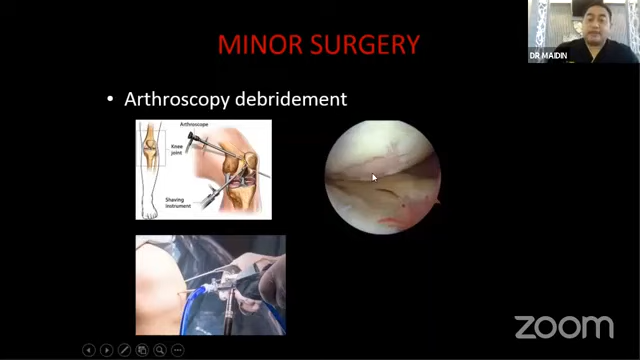 MINOR SURGERY
DR MAIDIN
• Arthroscopy debridement
Arthroscope
Knee
joint
Shaving
instrument
zoom